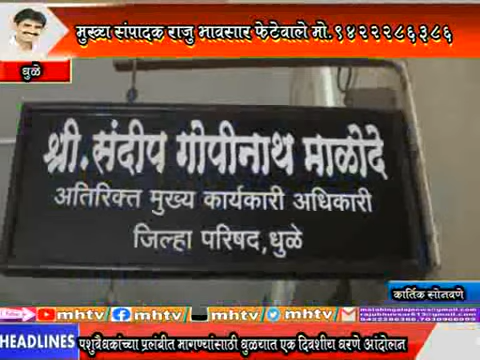 मुख्य संपादक राजु भावसार फेटेवाले मो.९४२२२८६३८६
धुळे
श्री.संदीप गोपीनाथ माळोदे
अतिरिक्त मुख्य कार्यकारी अधिकारी
जिल्हा परिषद,धुळे
कार्तिक सोनवणे
mhtv mhtv mhtv mhtv
HEADLINES
पशुवैद्यकांच्या प्रलंबीत मागण्यांसाठी धुळ्यात एक दिवशीय धरणे आंदोलन